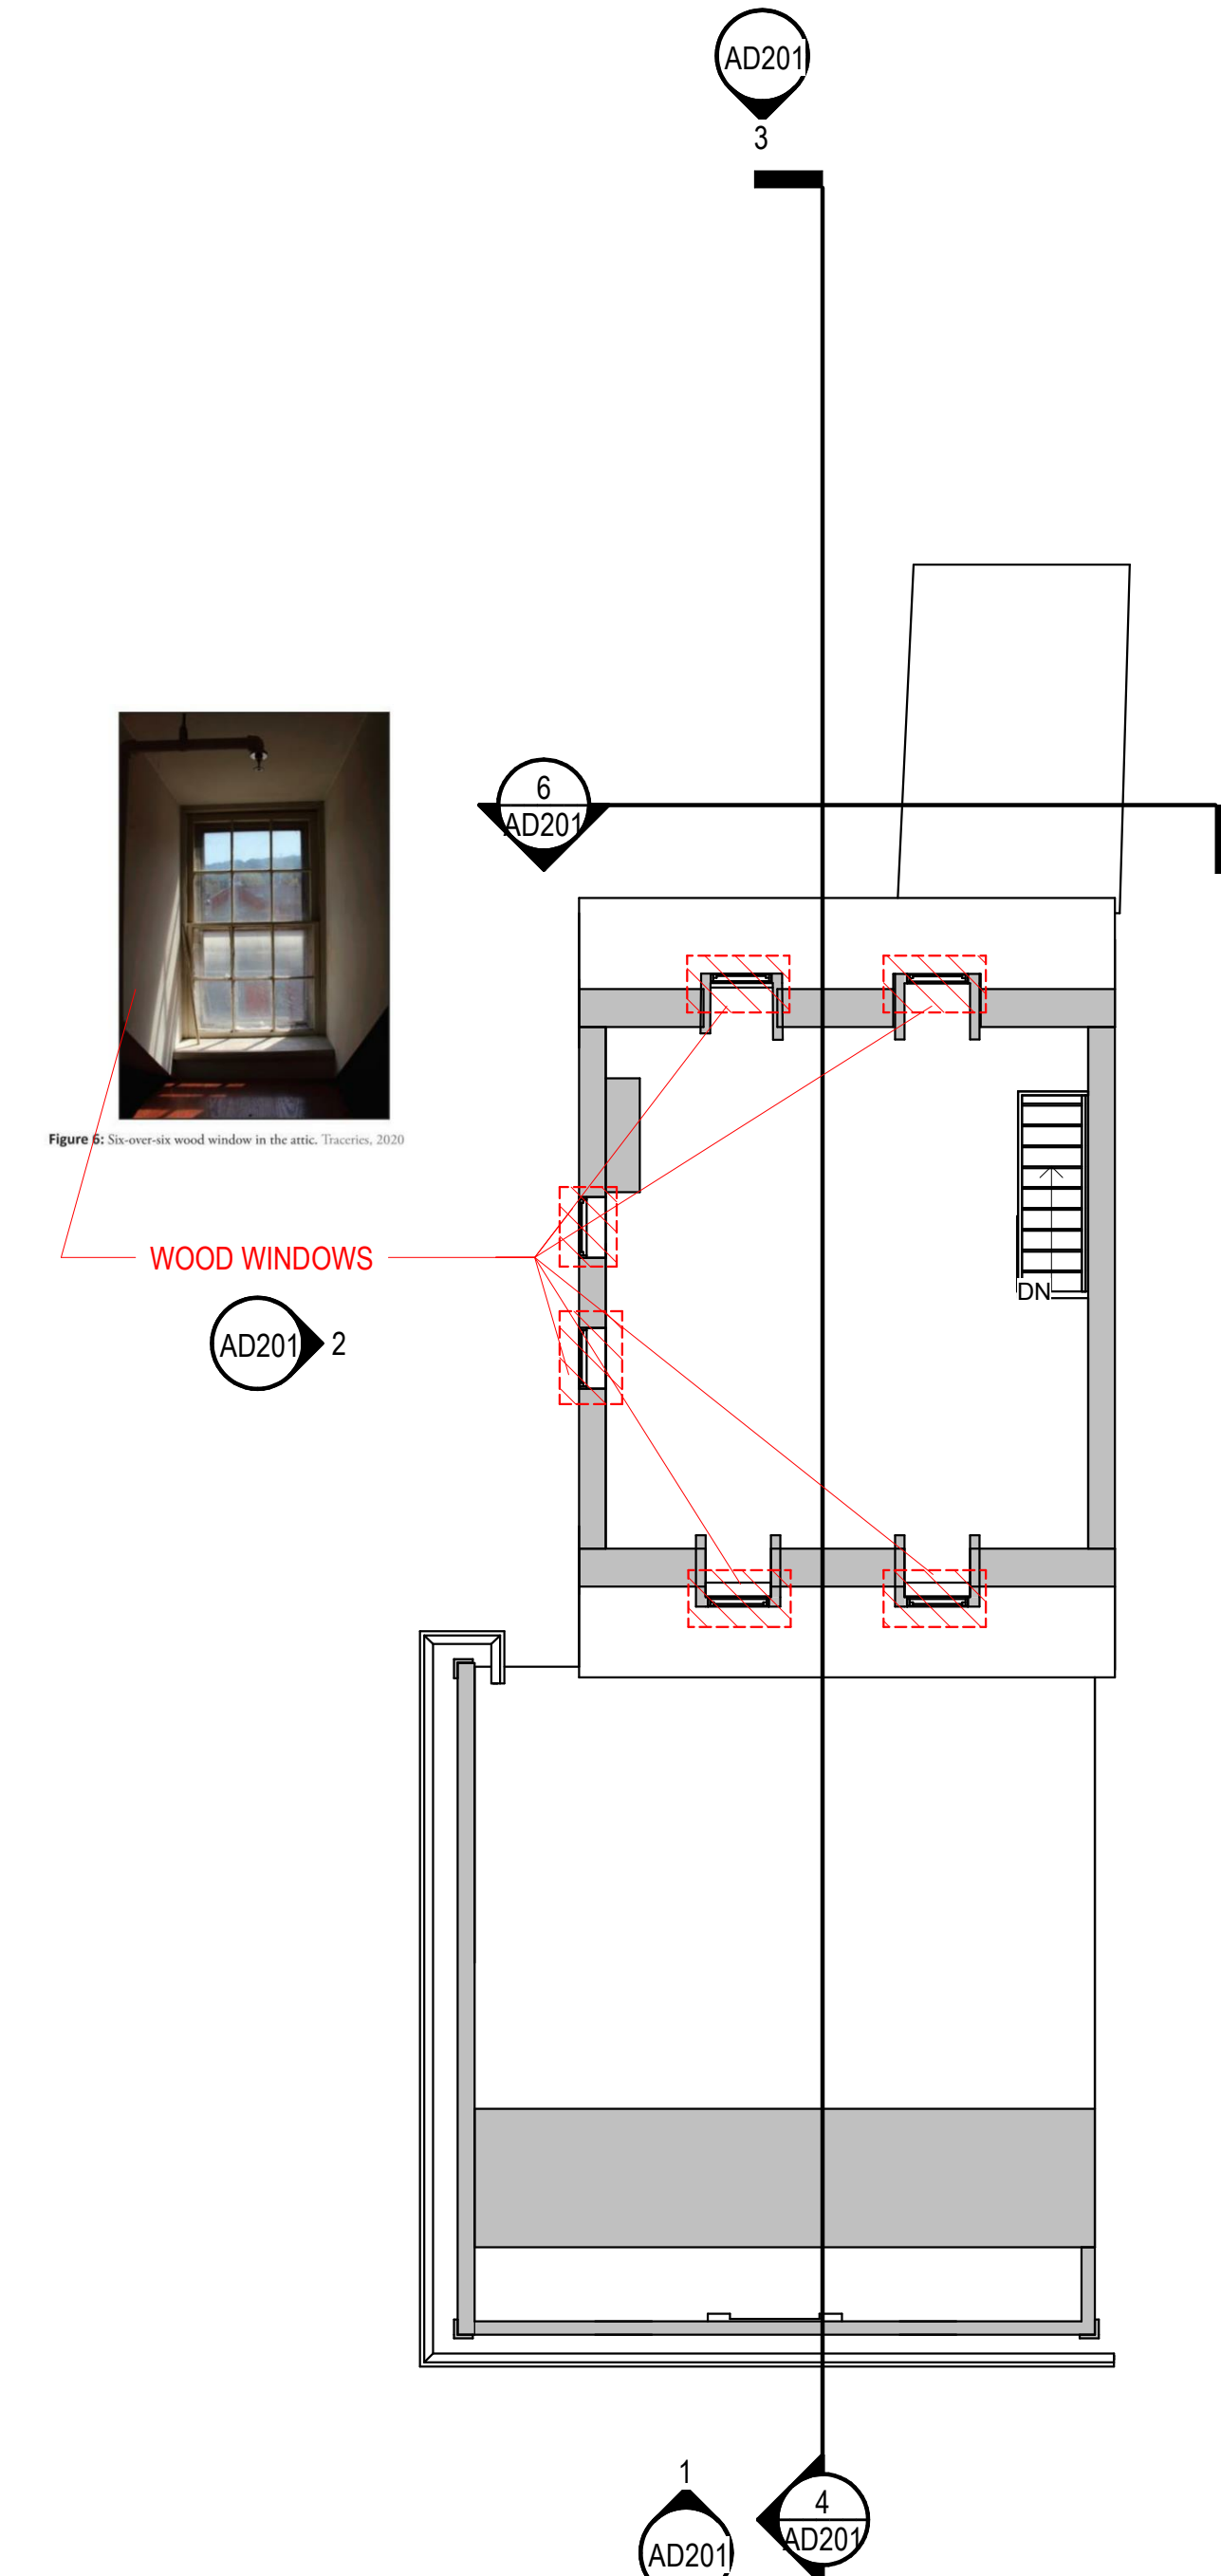 AD201
3
6
AD201
Figure 6: Six-over-six wood window in the attic. Traceries, 2020
WOOD WINDOWS
AD201
2
DN
1
AD201
4
AD201